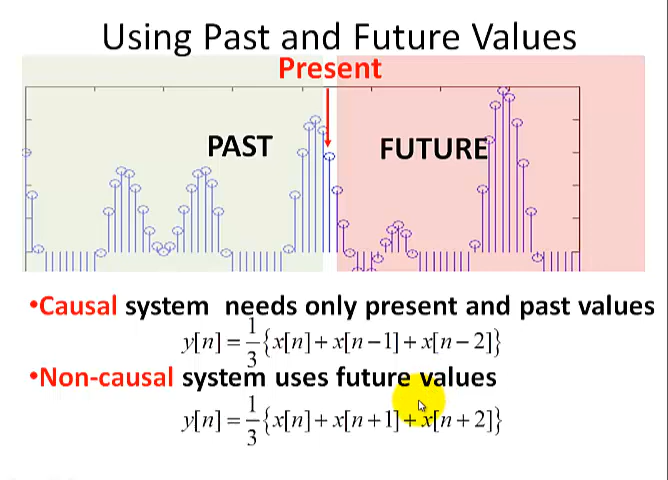 Using Past and Future Values
Present
PAST
FUTURE
•Causal system needs only present and past values
y[n] = 1/3 {x[n] + x[n − 1] + x[n − 2]}
•Non-causal system uses future values
y[n] = 1/3 {x[n] + x[n + 1] + x[n + 2]}